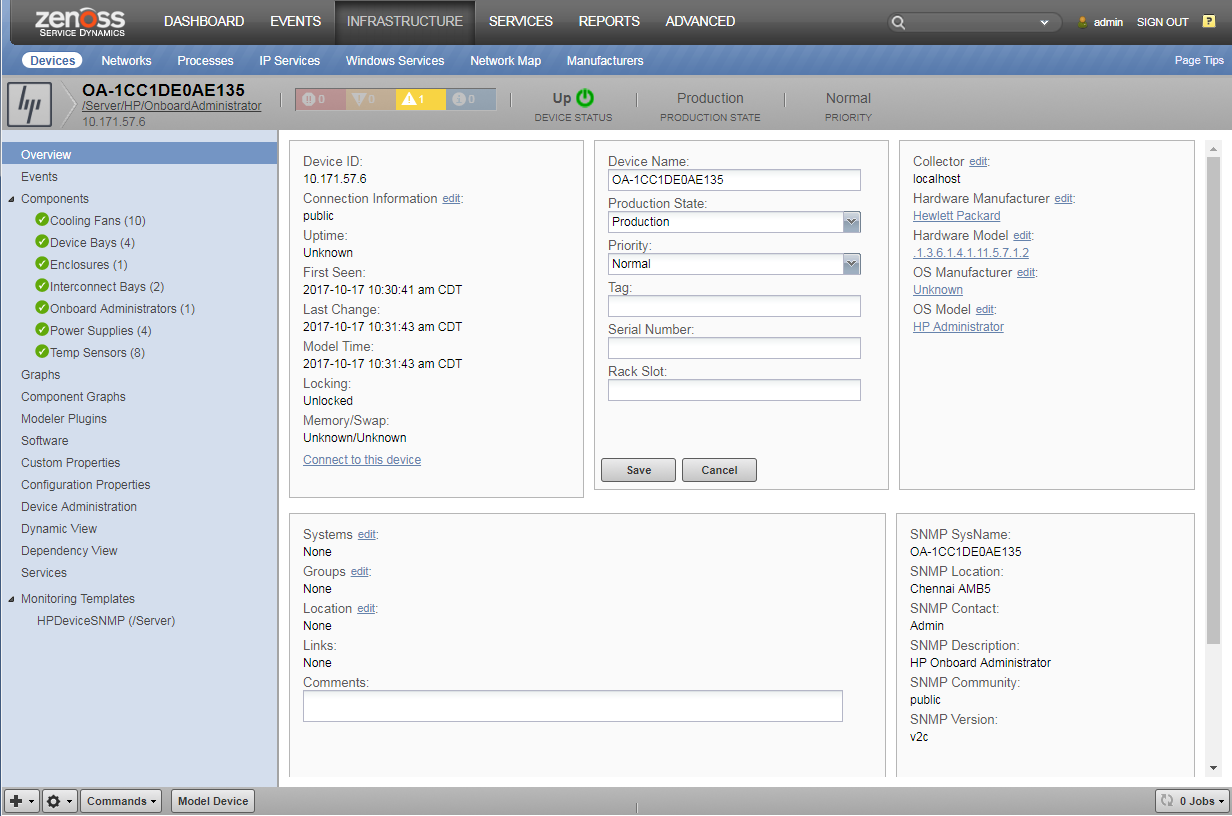 zenoss
SERVICE DYNAMICS
DASHBOARD EVENTS INFRASTRUCTURE SERVICES REPORTS ADVANCED
admin SIGN OUT ?
Devices Networks Processes IP Services Windows Services Network Map Manufacturers Page Tips
hp
OA-1CC1DE0AE135
/Server/HP/OnboardAdministrator
10.171.57.6
0 0 1 0
Up
DEVICE STATUS
Production
PRODUCTION STATE
Normal
PRIORITY
Overview
Events
Components
Cooling Fans (10)
Device Bays (4)
Enclosures (1)
Interconnect Bays (2)
Onboard Administrators (1)
Power Supplies (4)
Temp Sensors (8)
Graphs
Component Graphs
Modeler Plugins
Software
Custom Properties
Configuration Properties
Device Administration
Dynamic View
Dependency View
Services
Monitoring Templates
HPDeviceSNMP (/Server)
Device ID:
10.171.57.6
Connection Information edit:
public
Uptime:
Unknown
First Seen:
2017-10-17 10:30:41 am CDT
Last Change:
2017-10-17 10:31:43 am CDT
Model Time:
2017-10-17 10:31:43 am CDT
Locking:
Unlocked
Memory/Swap:
Unknown/Unknown
Connect to this device
Device Name:
OA-1CC1DE0AE135
Production State:
Production
Priority:
Normal
Tag:
Serial Number:
Rack Slot:
Save Cancel
Collector edit:
localhost
Hardware Manufacturer edit:
Hewlett Packard
Hardware Model edit:
.1.3.6.1.4.1.11.5.7.1.2
OS Manufacturer edit:
Unknown
OS Model edit:
HP Administrator
Systems edit:
None
Groups edit:
None
Location edit:
None
Links:
None
Comments:
SNMP SysName:
OA-1CC1DE0AE135
SNMP Location:
Chennai AMB5
SNMP Contact:
Admin
SNMP Description:
HP Onboard Administrator
SNMP Community:
public
SNMP Version:
v2c
Commands Model Device 0 Jobs